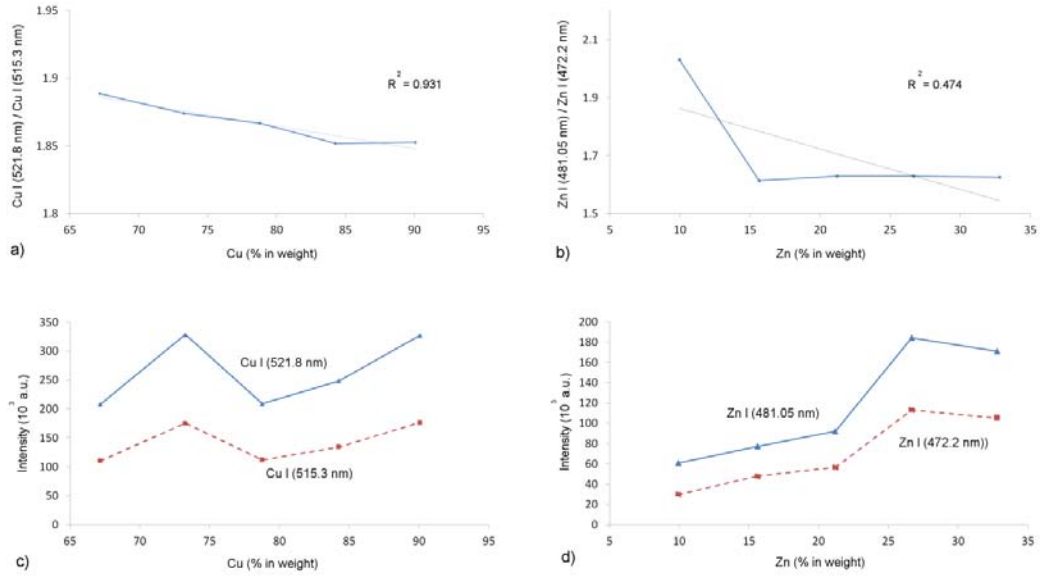 1.95
1.9
1.85
1.8
65 70 75 80 85 90 95
Cu I (521.8 nm) / Cu I (515.3 nm)
R² = 0.931
Cu (% in weight)
a)
2.1
1.9
1.7
1.5
5 10 15 20 25 30 35
Zn I (481.05 nm) / Zn I (472.2 nm)
R² = 0.474
Zn (% in weight)
b)
350
300
250
200
150
100
50
0
65 70 75 80 85 90 95
Intensity (10³ a.u.)
Cu I (521.8 nm)
Cu I (515.3 nm)
Cu (% in weight)
c)
200
180
160
140
120
100
80
60
40
20
0
5 10 15 20 25 30 35
Intensity (10³ a.u.)
Zn I (481.05 nm)
Zn I (472.2 nm))
Zn (% in weight)
d)